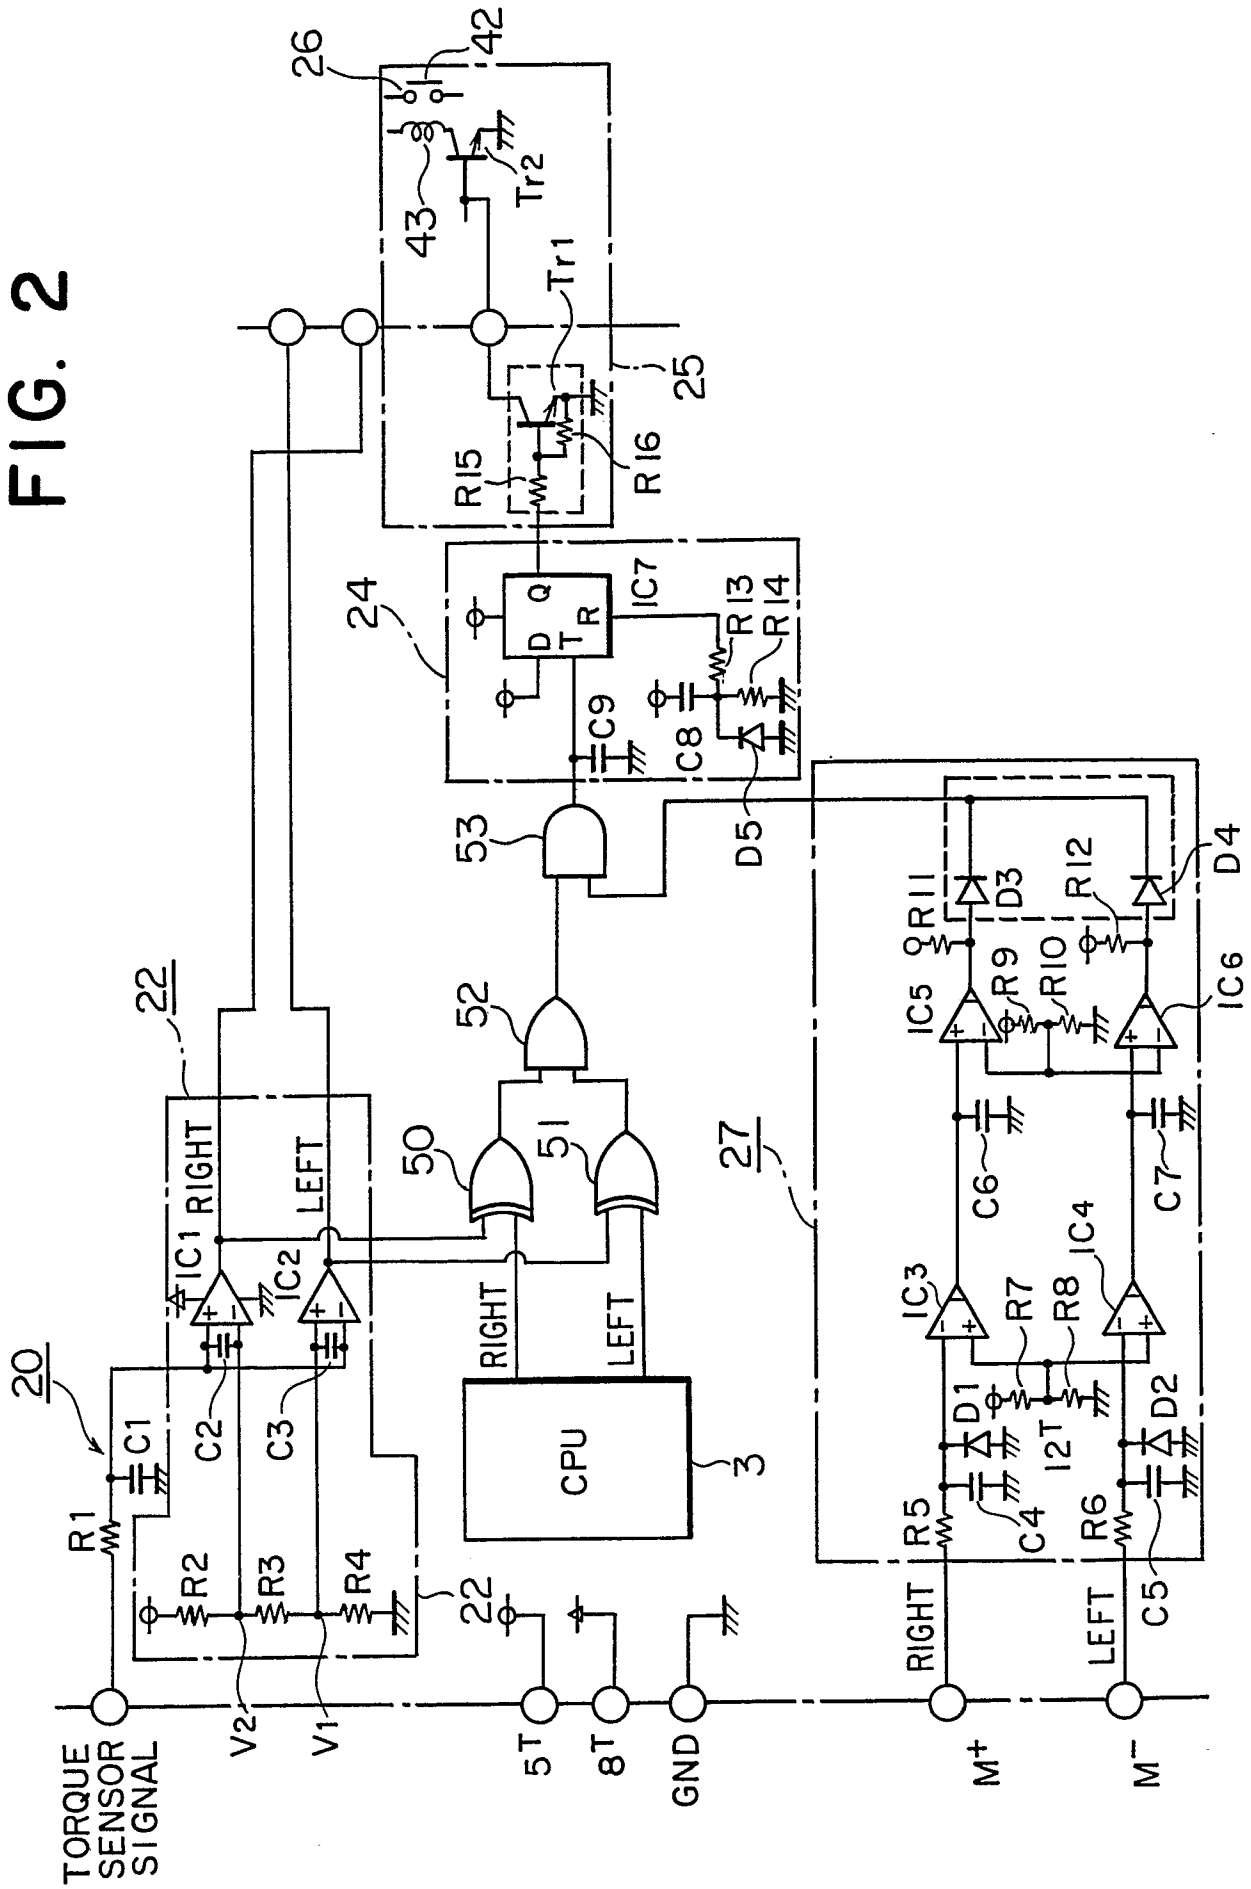 FIG. 2
TORQUE
SENSOR
SIGNAL
R1
C1
20
22
R2
R3
R4
V2
V1
22
C2
C3
IC1
IC2
RIGHT
LEFT
5T
8T
GND
CPU
3
RIGHT
LEFT
50
51
52
53
24
C9
D
T
Q
R
IC7
C8
R13
R14
D5
25
R15
R16
Tr1
Tr2
43
26
42
M+
M-
RIGHT
LEFT
27
R5
R6
C4
C5
D1
D2
12T
R7
R8
IC3
IC4
+
-
C6
C7
IC5
IC6
R9
R10
R11
R12
D3
D4